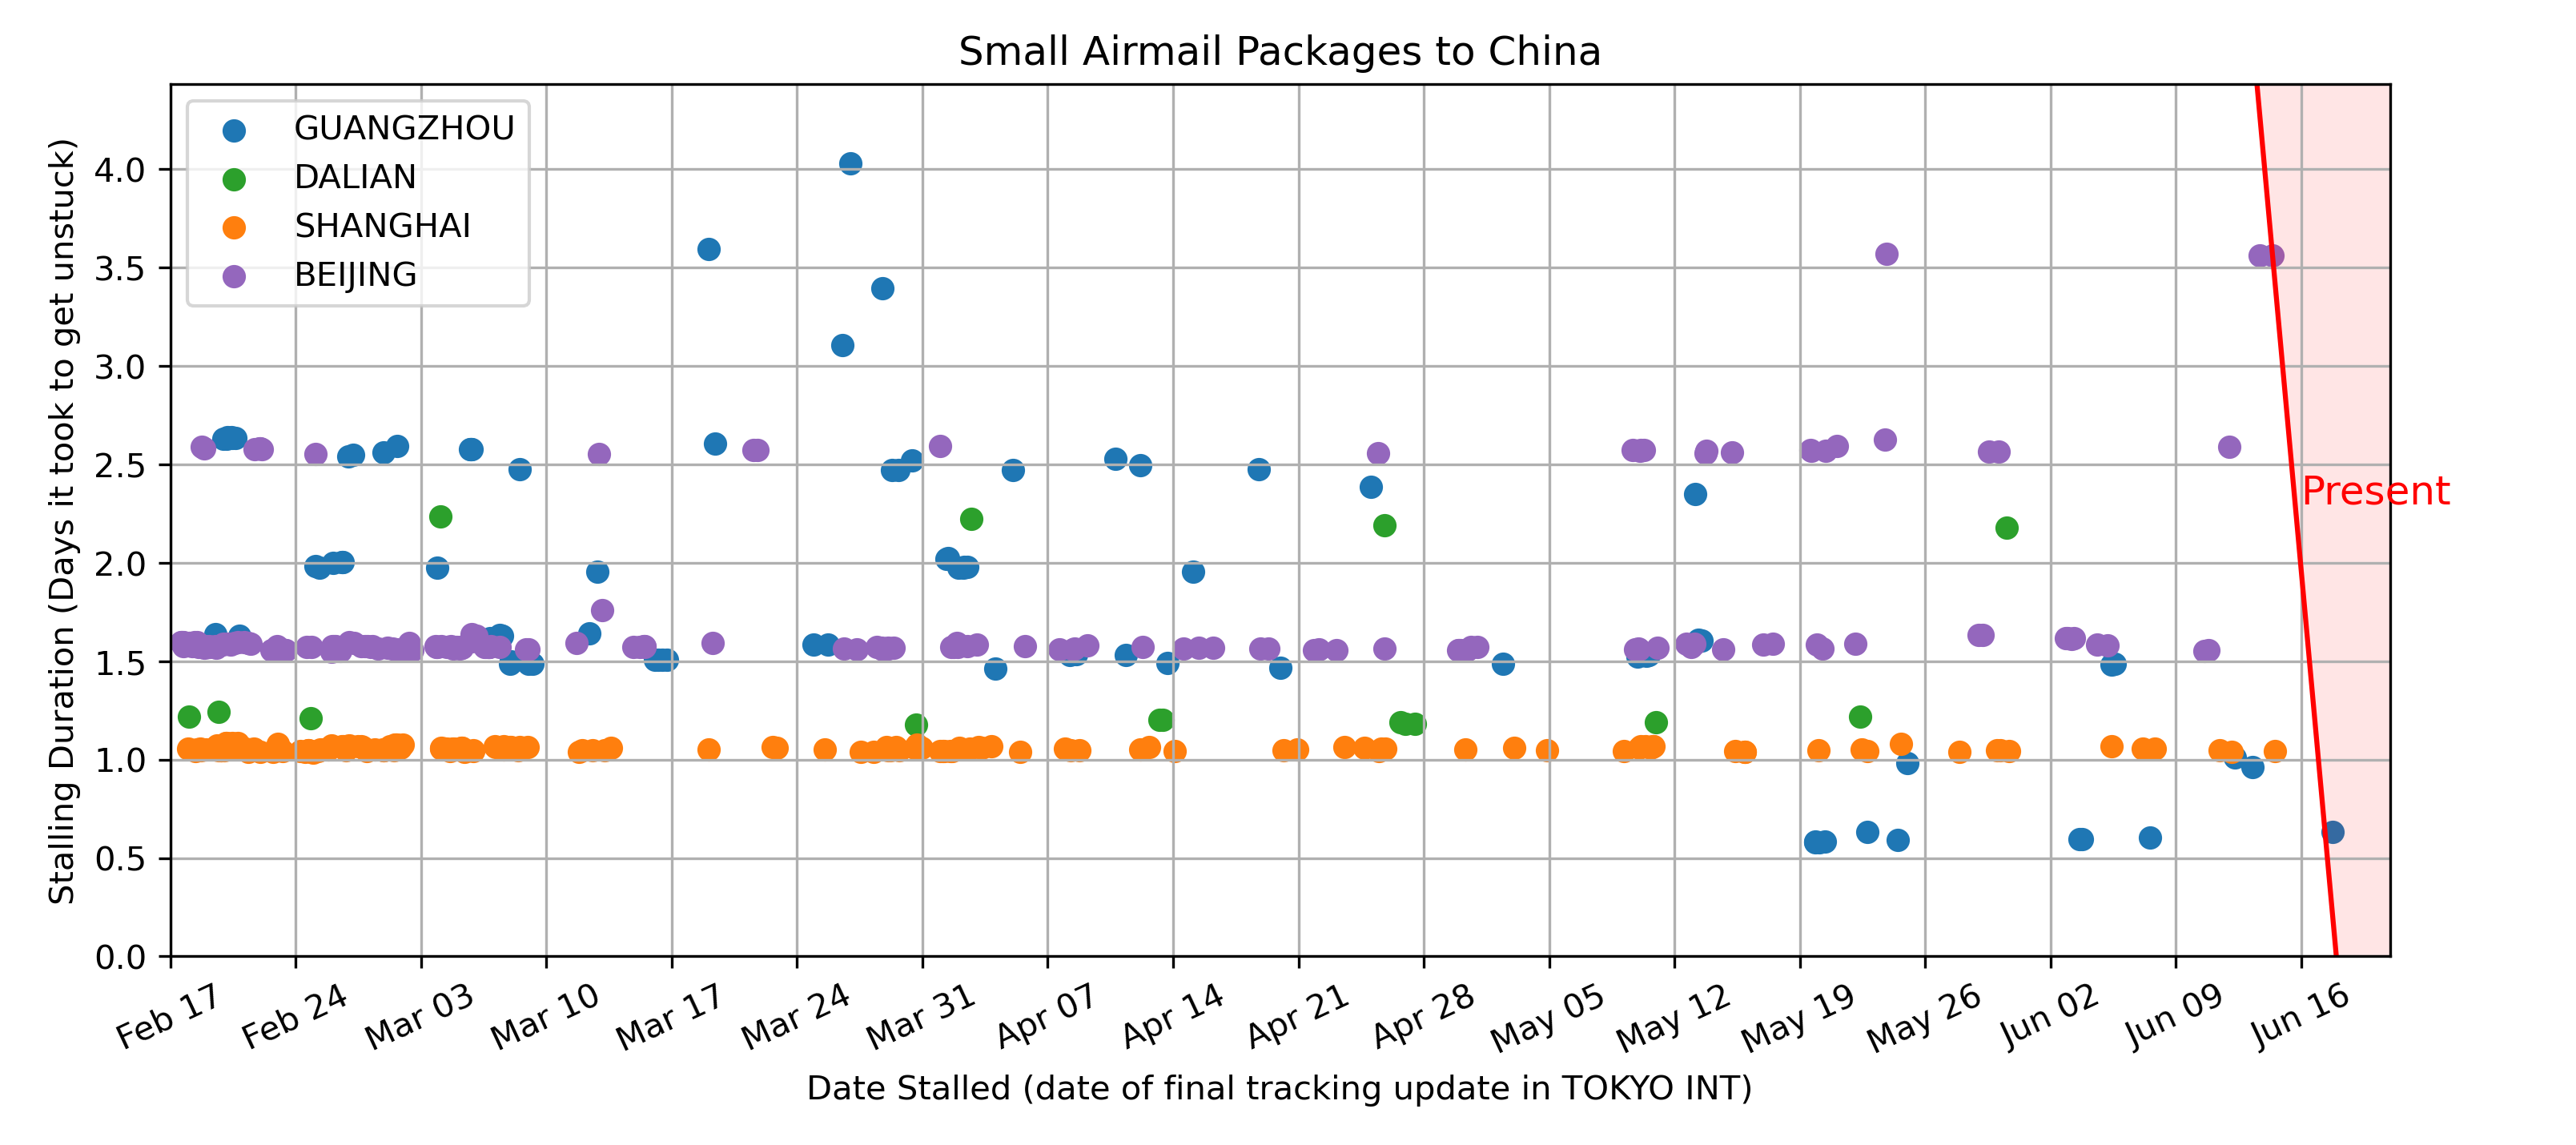 Small Airmail Packages to China
GUANGZHOU
DALIAN
SHANGHAI
BEIJING
Stalling Duration (Days it took to get unstuck)
4.0
3.5
3.0
2.5
2.0
1.5
1.0
0.5
0.0
Present
Feb 17
Feb 24
Mar 03
Mar 10
Mar 17
Mar 24
Mar 31
Apr 07
Apr 14
Apr 21
Apr 28
May 05
May 12
May 19
May 26
Jun 02
Jun 09
Jun 16
Date Stalled (date of final tracking update in TOKYO INT)